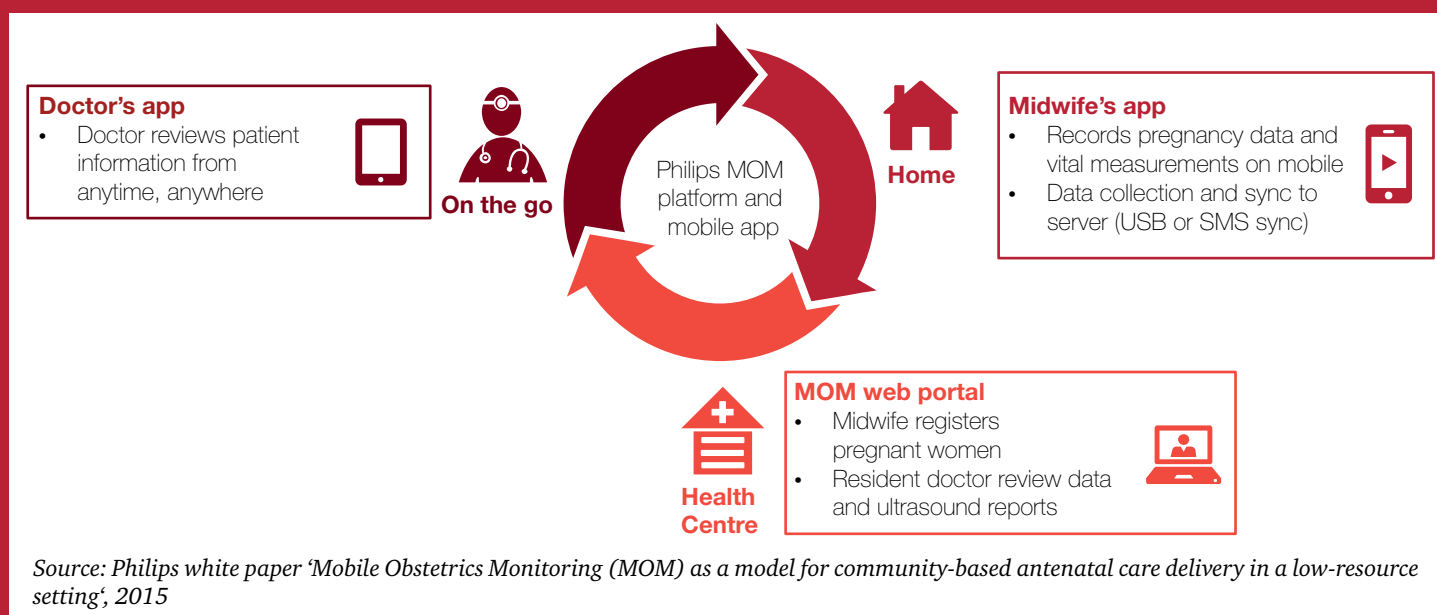 Doctor's app
• Doctor reviews patient
information from
anytime, anywhere
On the go
Philips MOM
platform and
mobile app
Home
Midwife's app
• Records pregnancy data and
vital measurements on mobile
• Data collection and sync to
server (USB or SMS sync)
Health
Centre
MOM web portal
• Midwife registers
pregnant women
• Resident doctor review data
and ultrasound reports
Source: Philips white paper ‘Mobile Obstetrics Monitoring (MOM) as a model for community-based antenatal care delivery in a low-resource
setting‘, 2015